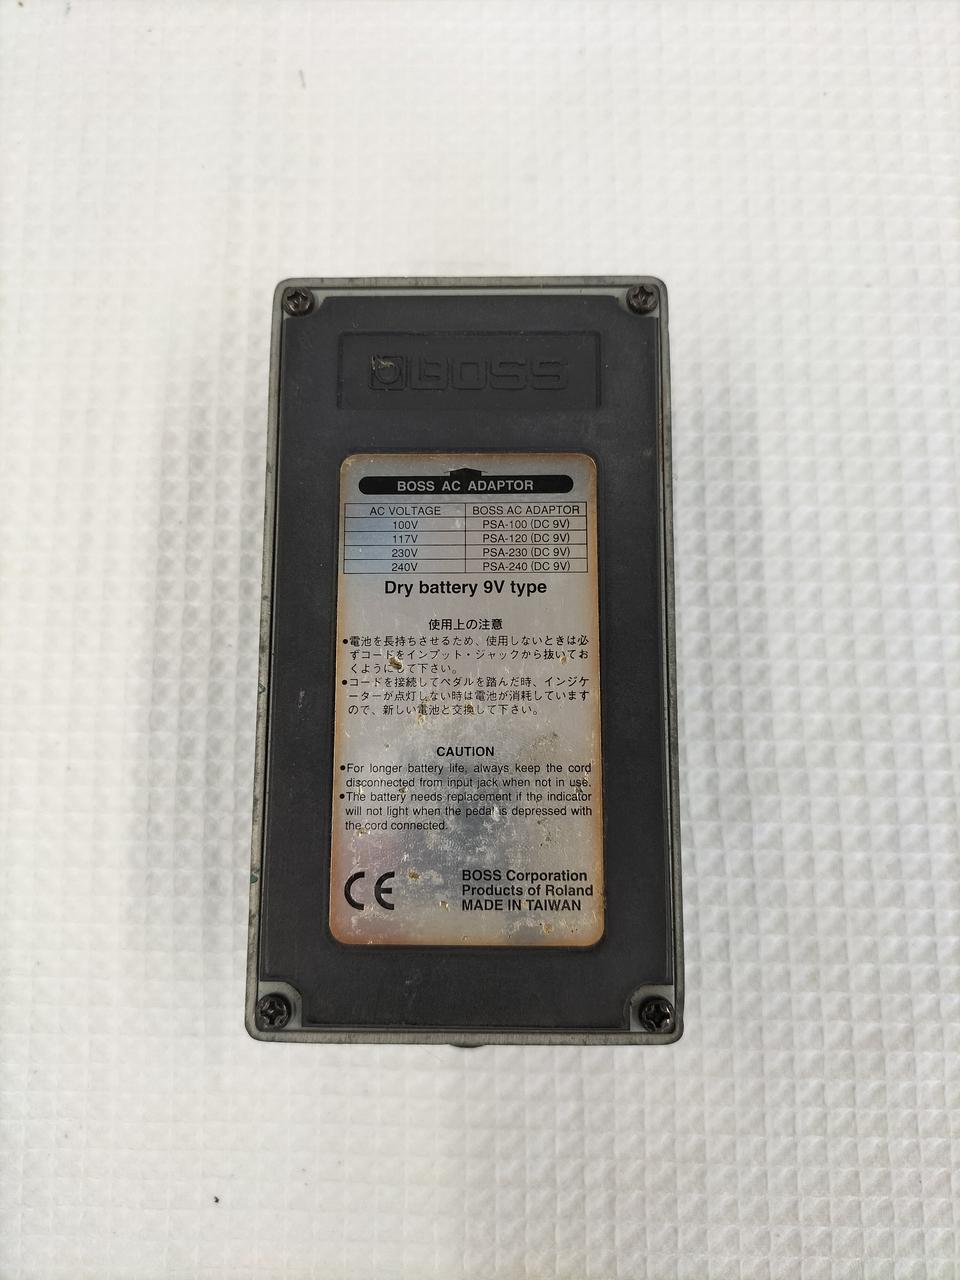 BOSS
BOSS AC ADAPTOR
AC VOLTAGE BOSS AC ADAPTOR
100V PSA-100 (DC 9V)
117V PSA-120 (DC 9V)
230V PSA-230 (DC 9V)
240V PSA-240 (DC 9V)
Dry battery 9V type
使用上の注意
●電池を長持ちさせるため、使用しないときは必
ずコードをインプット・ジャックから抜いてお
くようにして下さい。
●コードを接続してペダルを踏んだ時、インジケ
ーターが点灯しない時は電池が消耗しています
ので、新しい電池と交換して下さい。
CAUTION
●For longer battery life, always keep the cord
disconnected from input jack when not in use.
●The battery needs replacement if the indicator
will not light when the pedal is depressed with
the cord connected.
CE
BOSS Corporation
Products of Roland
MADE IN TAIWAN